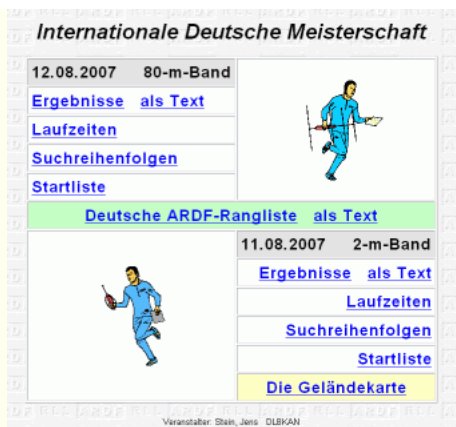 Internationale Deutsche Meisterschaft
12.08.2007 80-m-Band
Ergebnisse als Text
Laufzeiten
Suchreihenfolgen
Startliste
Deutsche ARDF-Rangliste als Text
11.08.2007 2-m-Band
Ergebnisse als Text
Laufzeiten
Suchreihenfolgen
Startliste
Die Geländekarte
Veranstalter: Stein, Jens DL8KAN